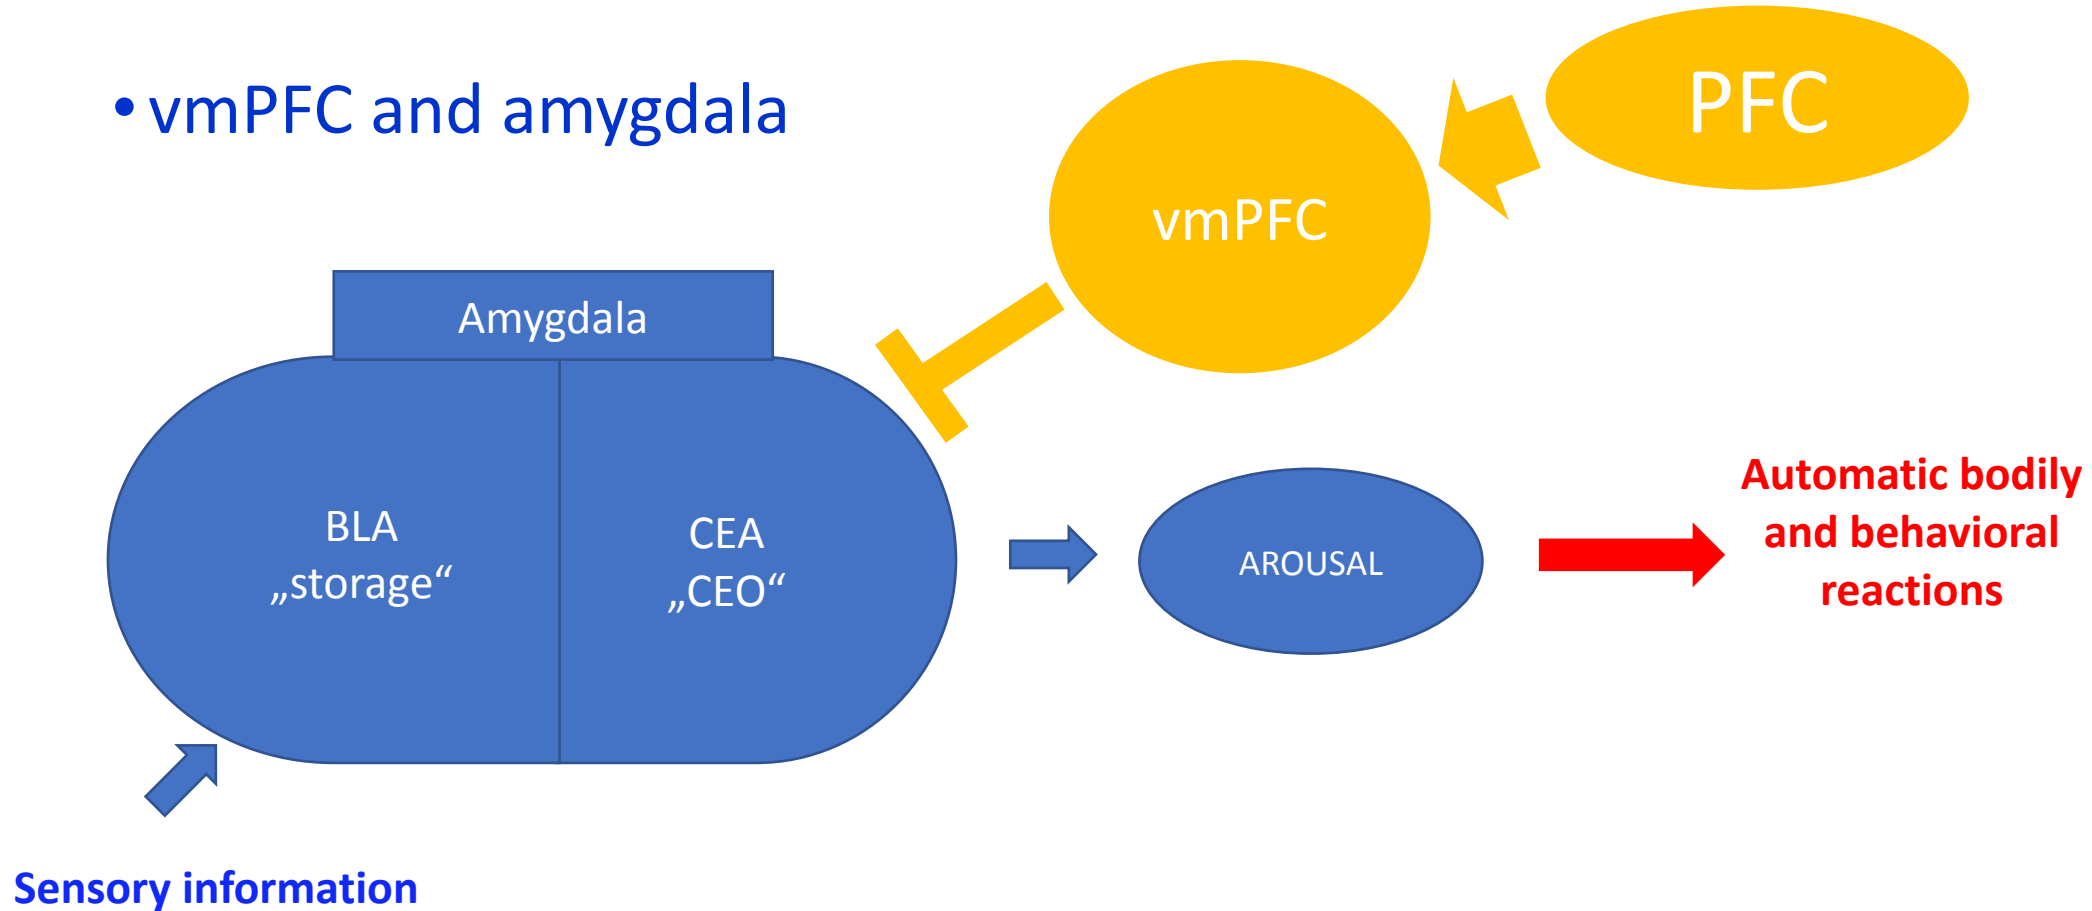 • vmPFC and amygdala
PFC
vmPFC
Amygdala
BLA
„storage“
CEA
„CEO“
AROUSAL
Automatic bodily
and behavioral
reactions
Sensory information